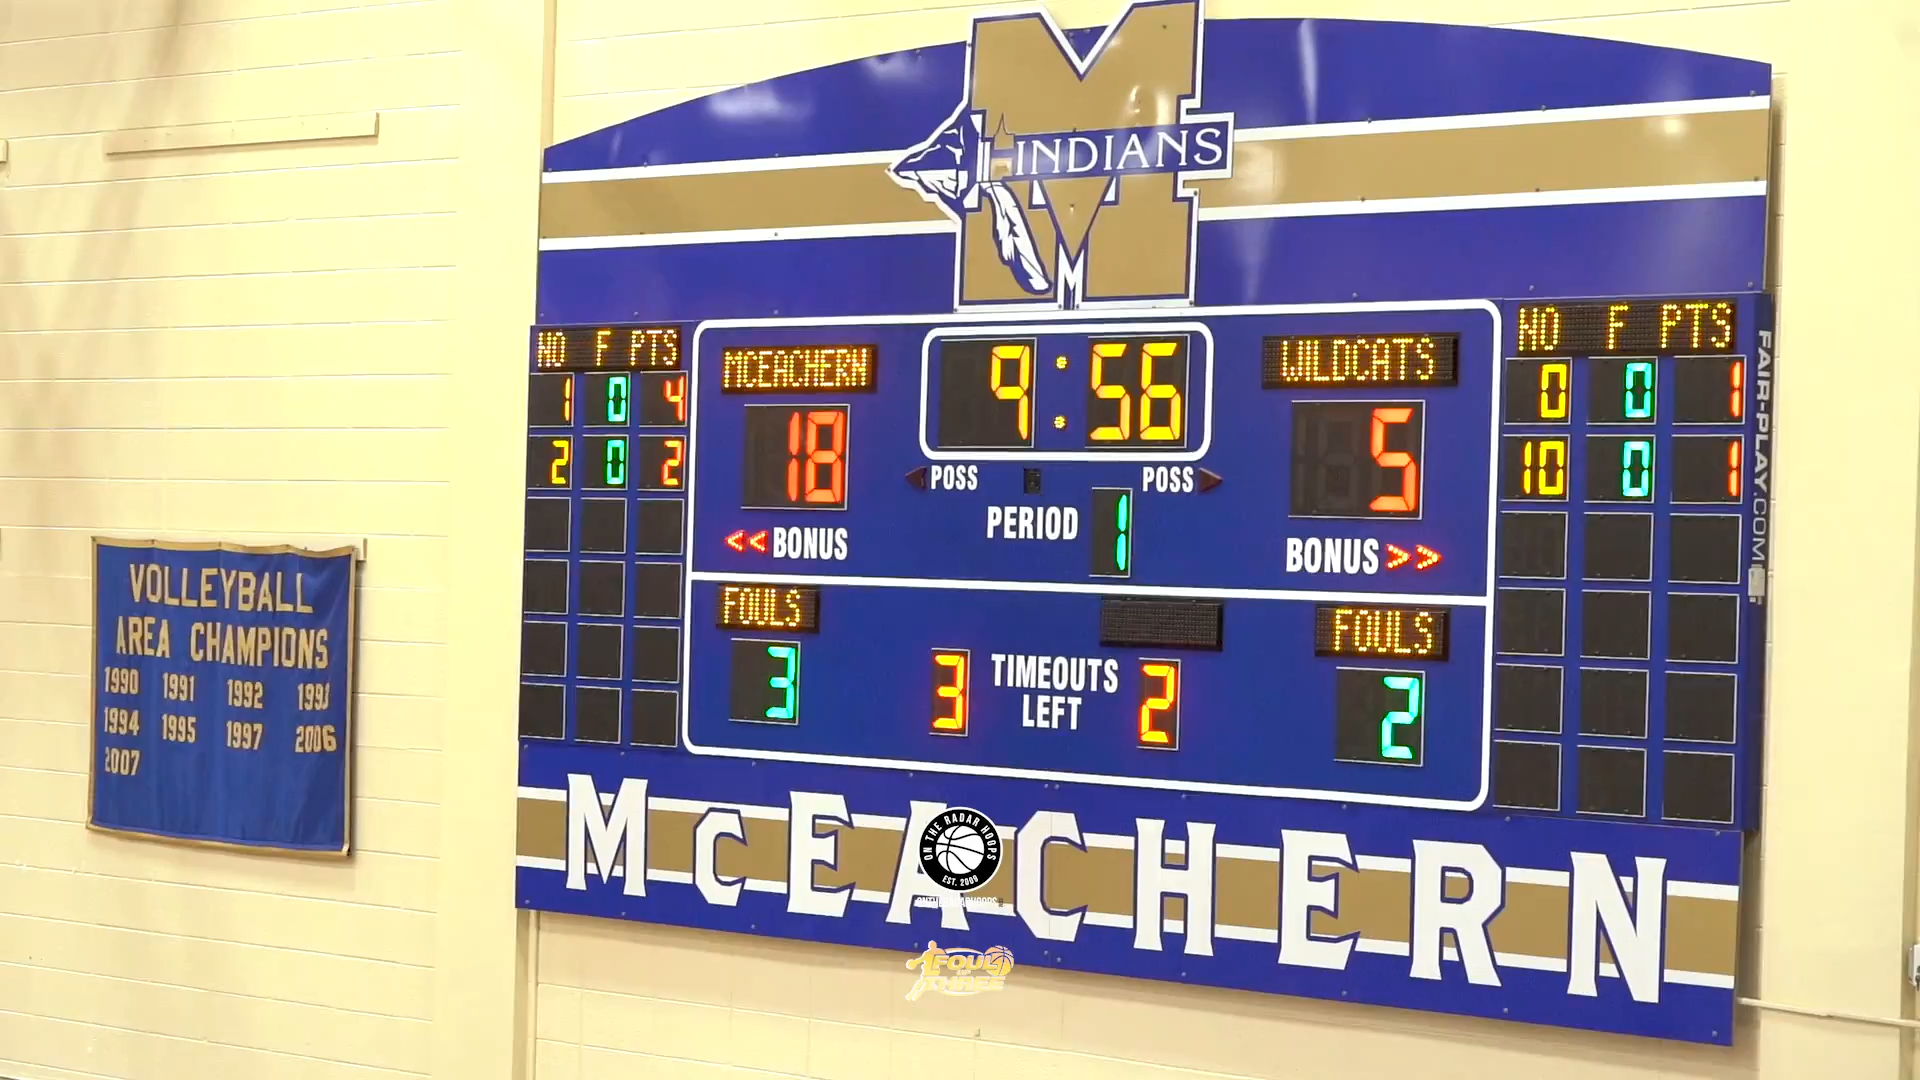 INDIANS
M
NO F PTS
1 0 4
2 0 2
MCEACHERN
18
9:56
WILDCATS
5
POSS
POSS
PERIOD 1
<< BONUS
BONUS >>
FOULS
3
3
TIMEOUTS
LEFT
2
FOULS
2
NO F PTS
0 0 1
10 0 1
FAIR-PLAY.COM
VOLLEYBALL
AREA CHAMPIONS
1990 1991 1992 1993
1994 1995 1997 2006
2007
McEACHERN
ON THE RADAR HOOPS
EST. 2009
FOUL
THREE